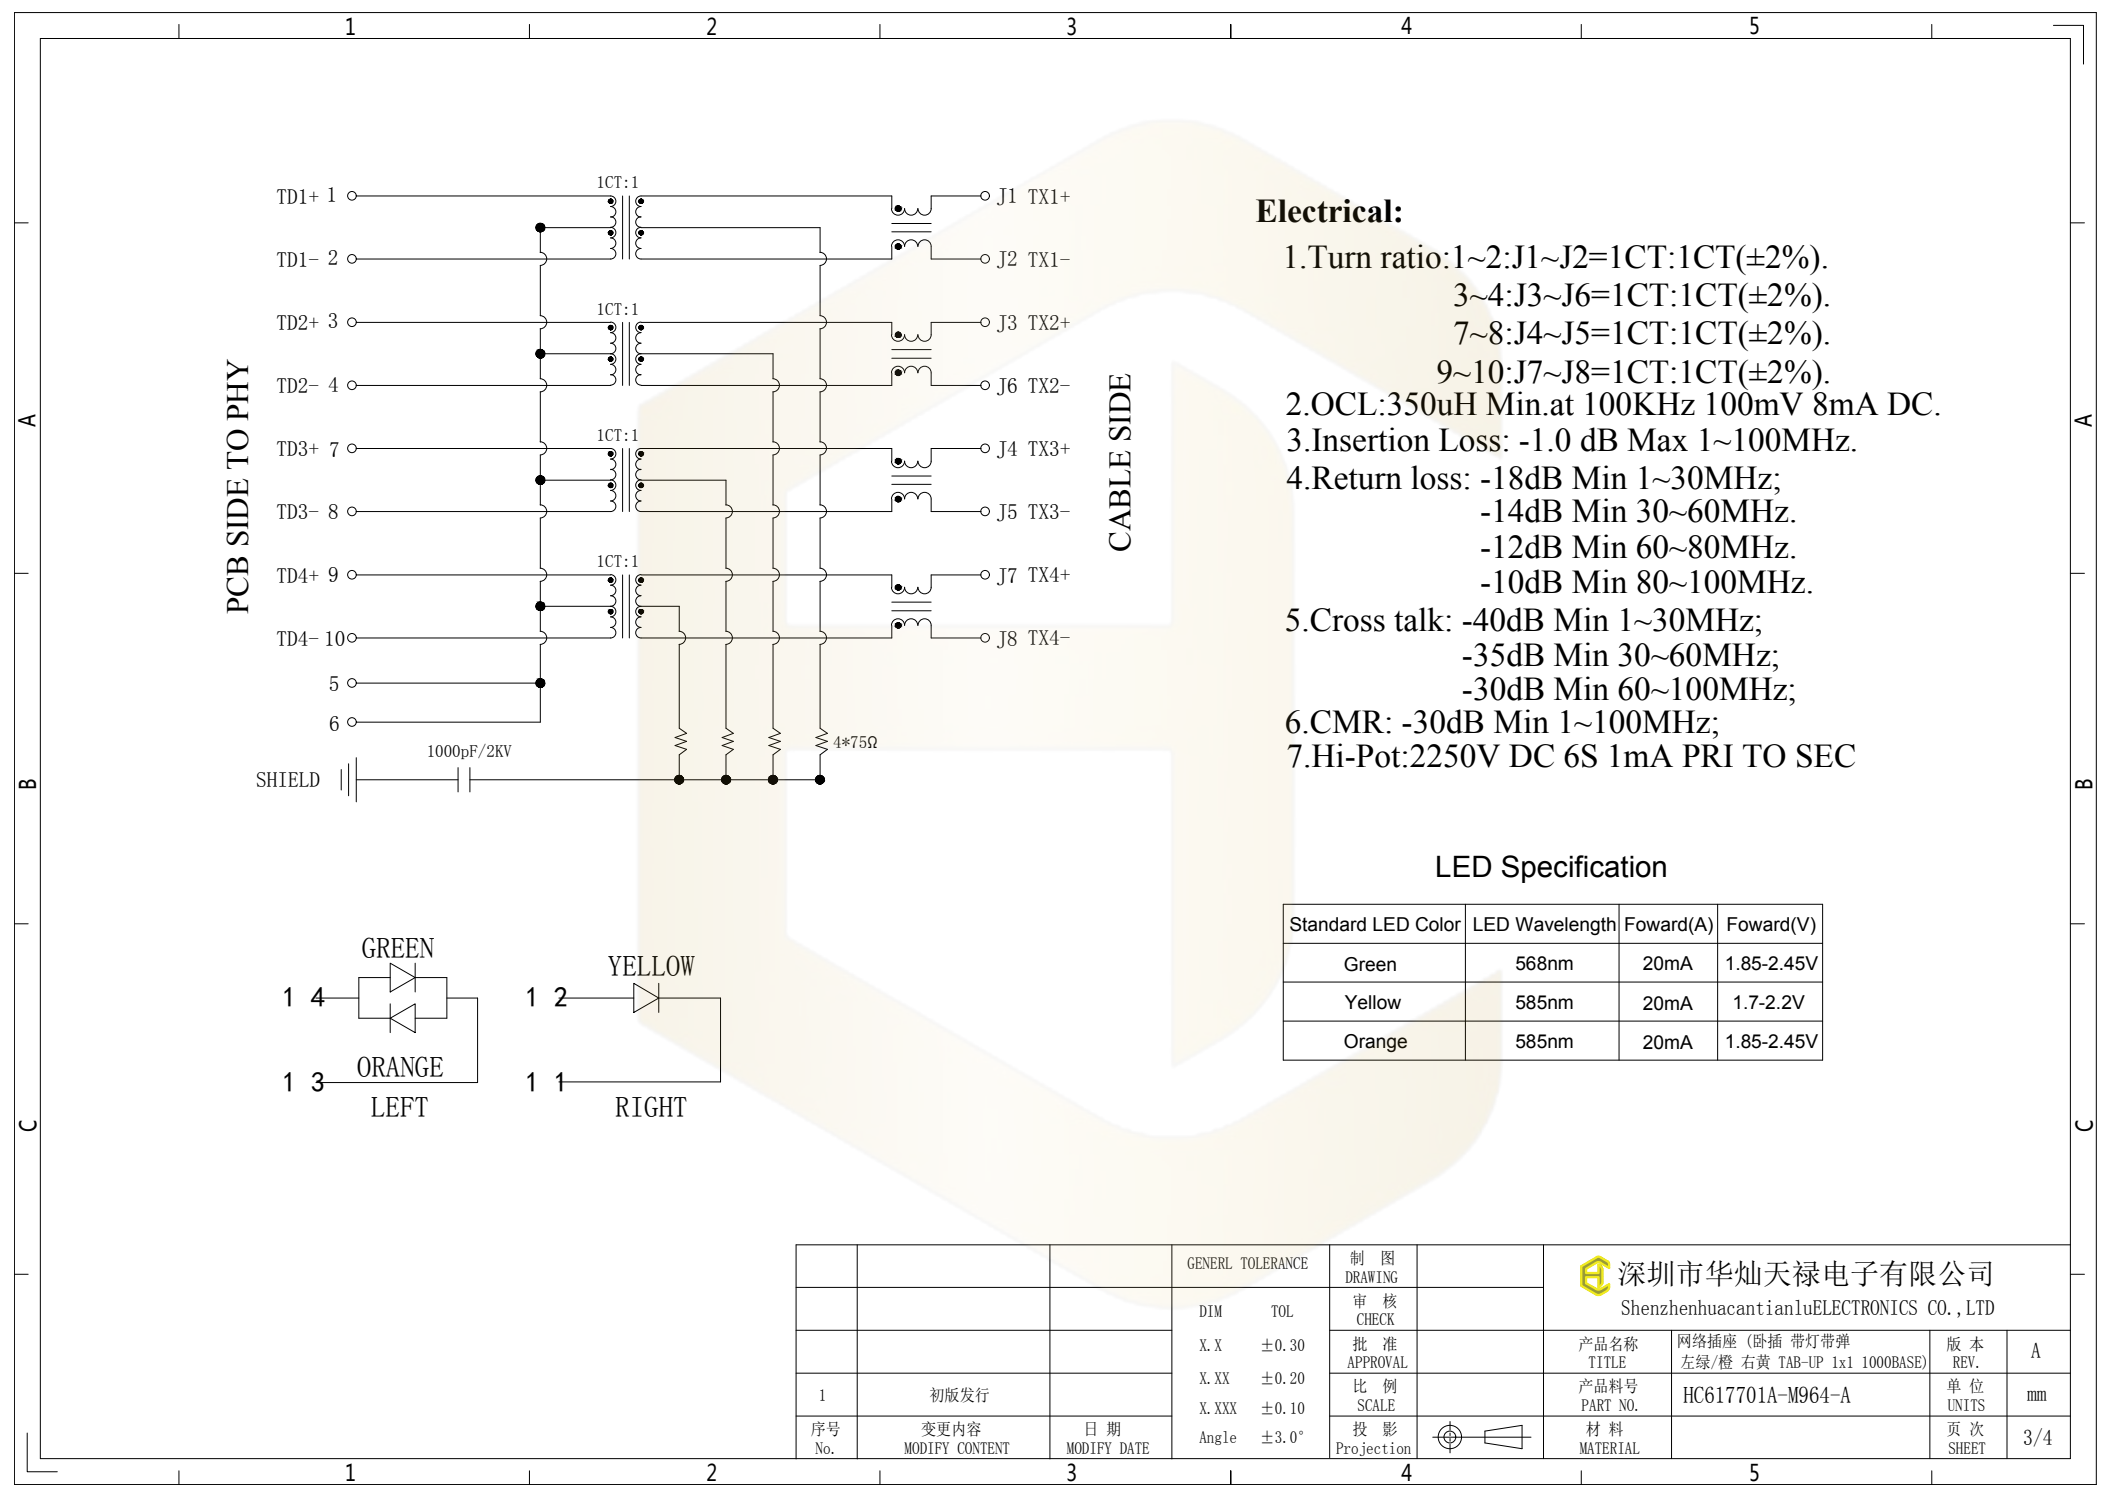 1 2 3 4 5
A B C
A B C
PCB SIDE TO PHY
CABLE SIDE
TD1+ 1
1CT:1
J1 TX1+
TD1- 2
J2 TX1-
TD2+ 3
1CT:1
J3 TX2+
TD2- 4
J6 TX2-
TD3+ 7
1CT:1
J4 TX3+
TD3- 8
J5 TX3-
TD4+ 9
1CT:1
J7 TX4+
TD4- 10
J8 TX4-
5
6
1000pF/2KV
4*75Ω
SHIELD
Electrical:
1.Turn ratio:1~2:J1~J2=1CT:1CT(±2%).
3~4:J3~J6=1CT:1CT(±2%).
7~8:J4~J5=1CT:1CT(±2%).
9~10:J7~J8=1CT:1CT(±2%).
2.OCL:350uH Min.at 100KHz 100mV 8mA DC.
3.Insertion Loss: -1.0 dB Max 1~100MHz.
4.Return loss: -18dB Min 1~30MHz;
-14dB Min 30~60MHz.
-12dB Min 60~80MHz.
-10dB Min 80~100MHz.
5.Cross talk: -40dB Min 1~30MHz;
-35dB Min 30~60MHz;
-30dB Min 60~100MHz;
6.CMR: -30dB Min 1~100MHz;
7.Hi-Pot:2250V DC 6S 1mA PRI TO SEC
LED Specification
Standard LED Color LED Wavelength Foward(A) Foward(V)
Green 568nm 20mA 1.85-2.45V
Yellow 585nm 20mA 1.7-2.2V
Orange 585nm 20mA 1.85-2.45V
GREEN
14
ORANGE
13
LEFT
YELLOW
12
11
RIGHT
1 初版发行
序号 变更内容 日 期
No. MODIFY CONTENT MODIFY DATE
GENERL TOLERANCE
DIM TOL
X.X ±0.30
X.XX ±0.20
X.XXX ±0.10
Angle ±3.0°
制 图
DRAWING
审 核
CHECK
批 准
APPROVAL
比 例
SCALE
投 影
Projection
深圳市华灿天禄电子有限公司
ShenzhenhuacantianluELECTRONICS CO.,LTD
产品名称
TITLE
网络插座 (卧插 带灯带弹
左绿/橙 右黄 TAB-UP 1x1 1000BASE)
版 本
REV.
A
产品料号
PART NO.
HC617701A-M964-A
单 位
UNITS
mm
材 料
MATERIAL
页 次
SHEET
3/4
1 2 3 4 5